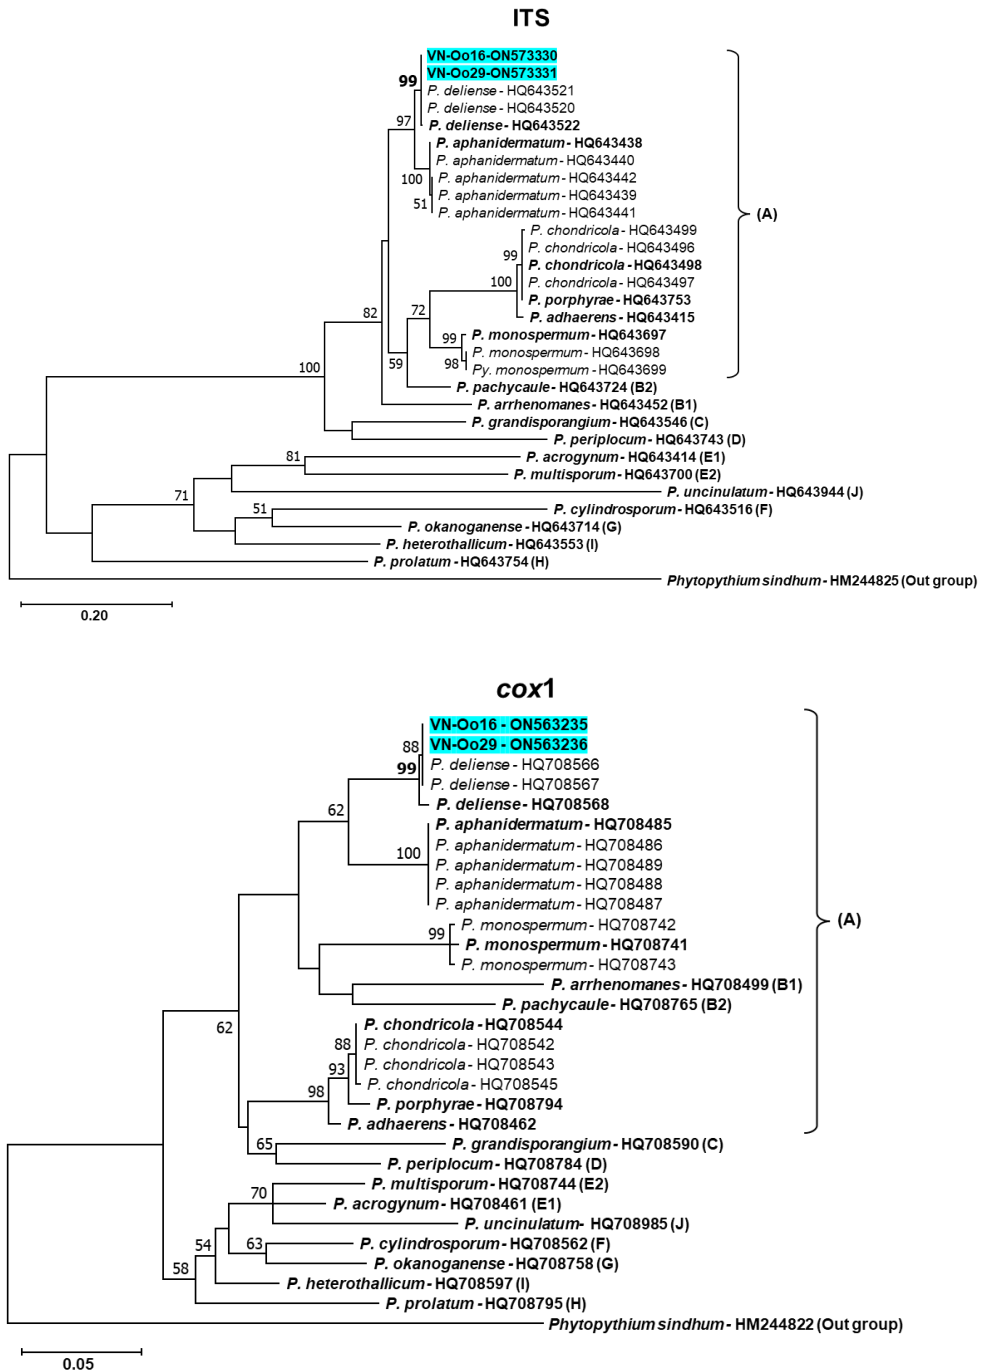 ITS
VN-Oo16-ON573330
VN-Oo29-ON573331
99
P. deliense - HQ643521
P. deliense - HQ643520
97
P. deliense - HQ643522
P. aphanidermatum - HQ643438
P. aphanidermatum - HQ643440
100
P. aphanidermatum - HQ643442
P. aphanidermatum - HQ643439
51
P. aphanidermatum - HQ643441
(A)
P. chondricola - HQ643499
P. chondricola - HQ643496
99
P. chondricola - HQ643498
P. chondricola - HQ643497
100
P. porphyrae - HQ643753
P. adhaerens - HQ643415
82
72
P. monospermum - HQ643697
99
P. monospermum - HQ643698
59
98
Py. monospermum - HQ643699
100
P. pachycaule - HQ643724 (B2)
P. arrhenomanes - HQ643452 (B1)
P. grandisporangium - HQ643546 (C)
P. periplocum - HQ643743 (D)
81
P. acrogynum - HQ643414 (E1)
P. multisporum - HQ643700 (E2)
71
P. uncinulatum - HQ643944 (J)
51
P. cylindrosporum - HQ643516 (F)
P. okanoganense - HQ643714 (G)
P. heterothallicum - HQ643553 (I)
P. prolatum - HQ643754 (H)
Phytopythium sindhum - HM244825 (Out group)
0.20
cox1
VN-Oo16 - ON563235
VN-Oo29 - ON563236
88
99
P. deliense - HQ708566
P. deliense - HQ708567
P. deliense - HQ708568
62
P. aphanidermatum - HQ708485
P. aphanidermatum - HQ708486
100
P. aphanidermatum - HQ708489
P. aphanidermatum - HQ708488
P. aphanidermatum - HQ708487
(A)
P. monospermum - HQ708742
99
P. monospermum - HQ708741
P. monospermum - HQ708743
P. arrhenomanes - HQ708499 (B1)
P. pachycaule - HQ708765 (B2)
62
P. chondricola - HQ708544
88
P. chondricola - HQ708542
P. chondricola - HQ708543
93
P. chondricola - HQ708545
98
P. porphyrae - HQ708794
P. adhaerens - HQ708462
65
P. grandisporangium - HQ708590 (C)
P. periplocum - HQ708784 (D)
P. multisporum - HQ708744 (E2)
70
P. acrogynum - HQ708461 (E1)
P. uncinulatum- HQ708985 (J)
54
63
P. cylindrosporum - HQ708562 (F)
P. okanoganense - HQ708758 (G)
58
P. heterothallicum - HQ708597 (I)
P. prolatum - HQ708795 (H)
Phytopythium sindhum - HM244822 (Out group)
0.05